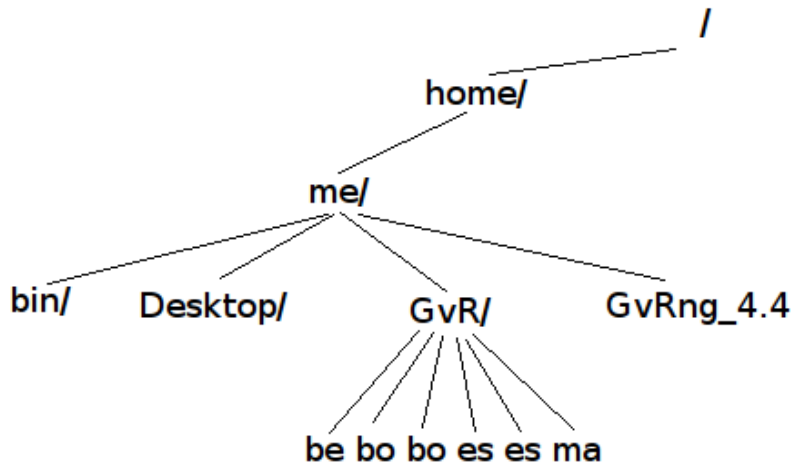 /
home/
me/
bin/ Desktop/ GvR/ GvRng_4.4
be bo bo es es ma